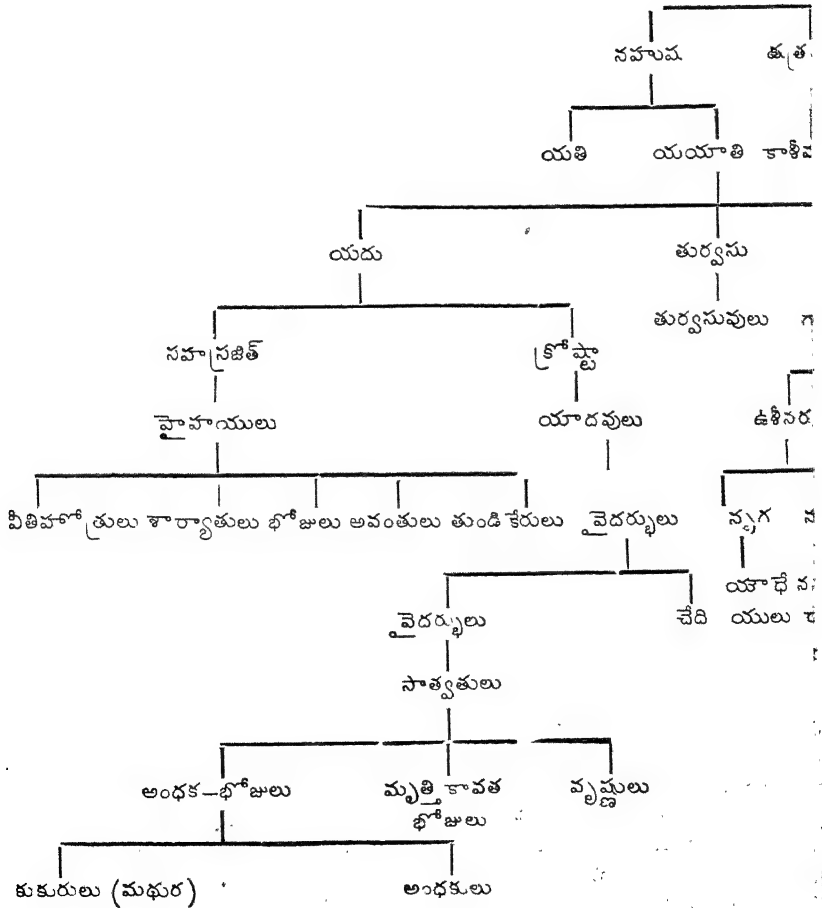 నహుష
యతి యయాతి
యదు తుర్వసు
తుర్వసువులు
సహస్రజిత్ క్రోష్టా
హైహయులు యాదవులు ఉశీనర
వీతిహోత్రులు శార్యాతులు భోజులు అవంతులు తుండి కేరులు వైదర్భులు నృగ
యౌధే
వైదర్భులు చేది యులు
సాత్వతులు
అంధక–భోజులు మృత్తి కావత వృష్ణులు
భోజులు
కుకురులు (మథుర) అంధకులు